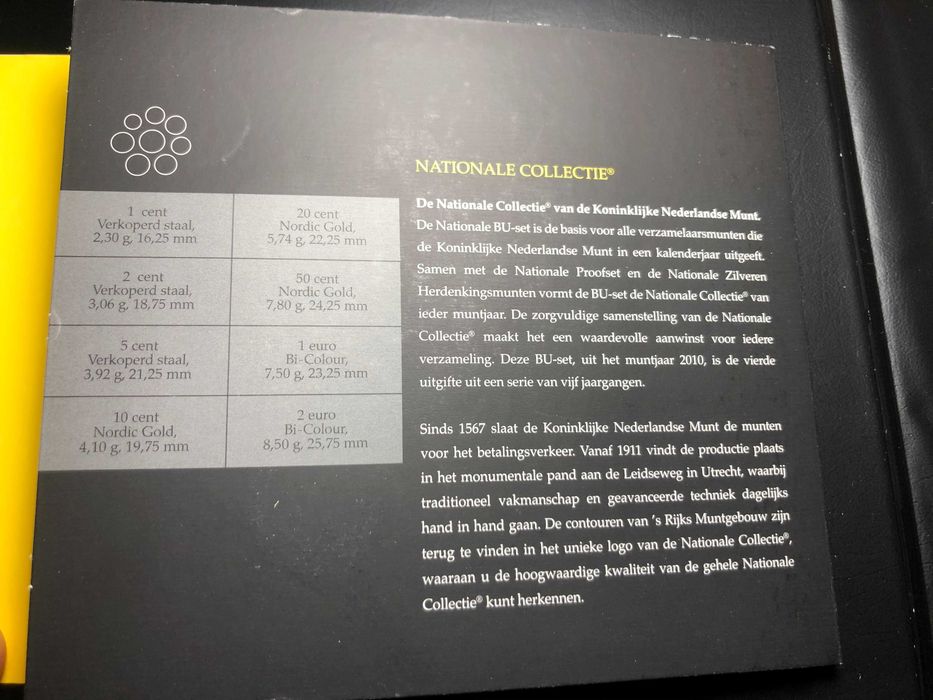 1 cent
Verkoperd staal,
2,30 g, 16,25 mm
20 cent
Nordic Gold,
5,74 g, 22,25 mm
2 cent
Verkoperd staal,
3,06 g, 18,75 mm
50 cent
Nordic Gold,
7,80 g, 24,25 mm
5 cent
Verkoperd staal,
3,92 g, 21,25 mm
1 euro
Bi-Colour,
7,50 g, 23,25 mm
10 cent
Nordic Gold,
4,10 g, 19,75 mm
2 euro
Bi-Colour,
8,50 g, 25,75 mm
NATIONALE COLLECTIE®
De Nationale Collectie® van de Koninklijke Nederlandse Munt.
De Nationale BU-set is de basis voor alle verzamelaarsmunten die
de Koninklijke Nederlandse Munt in een kalenderjaar uitgeeft.
Samen met de Nationale Proofset en de Nationale Zilveren
Herdenkingsmunten vormt de BU-set de Nationale Collectie® van
ieder muntjaar. De zorgvuldige samenstelling van de Nationale
Collectie® maakt het een waardevolle aanwinst voor iedere
verzameling. Deze BU-set, uit het muntjaar 2010, is de vierde
uitgifte uit een serie van vijf jaargangen.
Sinds 1567 slaat de Koninklijke Nederlandse Munt de munten
voor het betalingsverkeer. Vanaf 1911 vindt de productie plaats
in het monumentale pand aan de Leidseweg in Utrecht, waarbij
traditioneel vakmanschap en geavanceerde techniek dagelijks
hand in hand gaan. De contouren van 's Rijks Muntgebouw zijn
terug te vinden in het unieke logo van de Nationale Collectie®,
waaraan u de hoogwaardige kwaliteit van de gehele Nationale
Collectie® kunt herkennen.